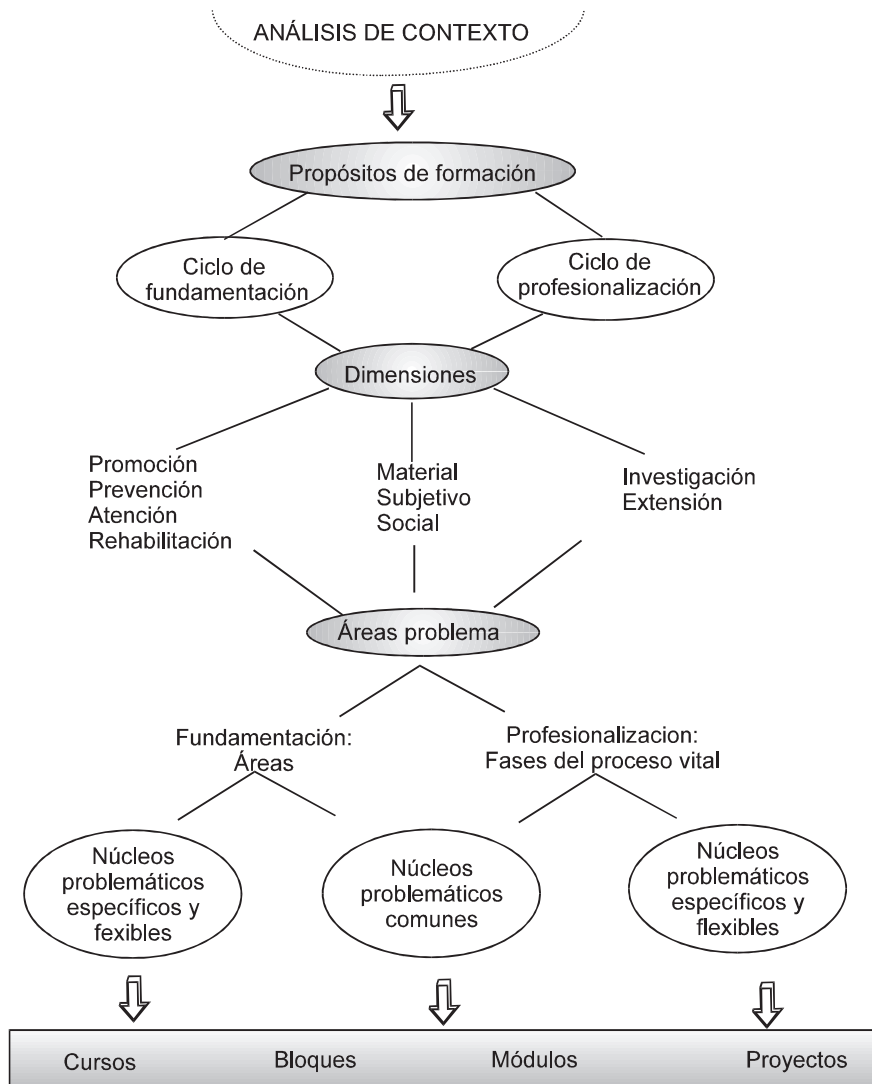 ANÁLISIS DE CONTEXTO
Propósitos de formación
Ciclo de
fundamentación
Ciclo de
profesionalización
Dimensiones
Promoción
Prevención
Atención
Rehabilitación
Material
Subjetivo
Social
Investigación
Extensión
Áreas problema
Fundamentación:
Áreas
Profesionalizacion:
Fases del proceso vital
Núcleos
problemáticos
específicos y
fexibles
Núcleos
problemáticos
comunes
Núcleos
problemáticos
específicos y
flexibles
Cursos Bloques Módulos Proyectos